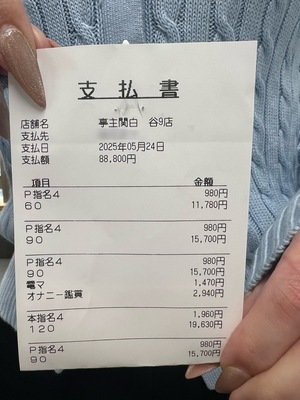 支払書
店舗名 亭主関白 谷9店
支払先
支払日 2025年05月24日
支払額 88,800円
項目 金額
P指名4 980円
60 11,780円
P指名4 980円
90 15,700円
P指名4 980円
90 15,700円
電マ 1,470円
オナニー鑑賞 2,940円
本指名4 1,960円
120 19,630円
P指名4 980円
90 15,700円